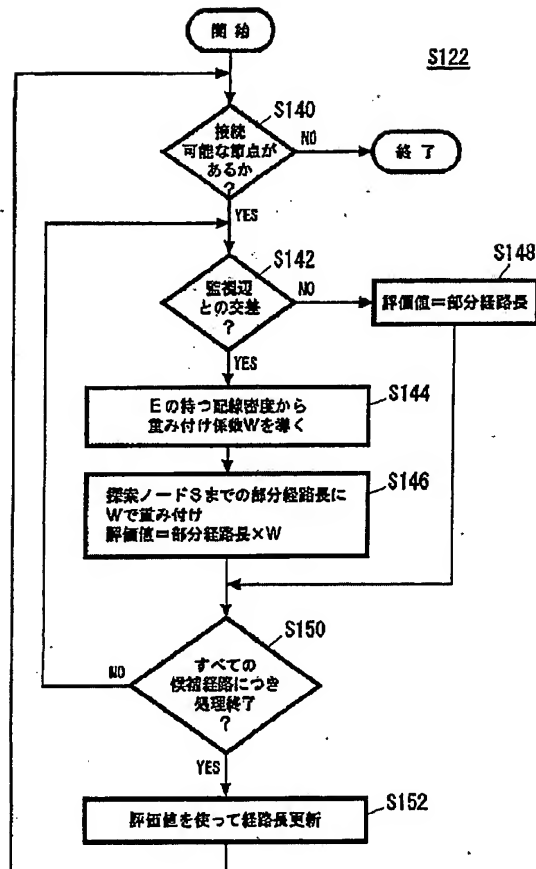 開始
S122
S140
接続
可能な節点が
あるか
?
NO
終了
YES
S142
監視辺
との交差
?
NO
S148
評価値=部分経路長
YES
S144
Eの持つ配線密度から
重み付け係数Wを導く
S146
探索ノードSまでの部分経路長に
Wで重み付け
評価値=部分経路長×W
S150
すべての
候補経路につき
処理終了
?
NO
YES
S152
評価値を使って経路長更新